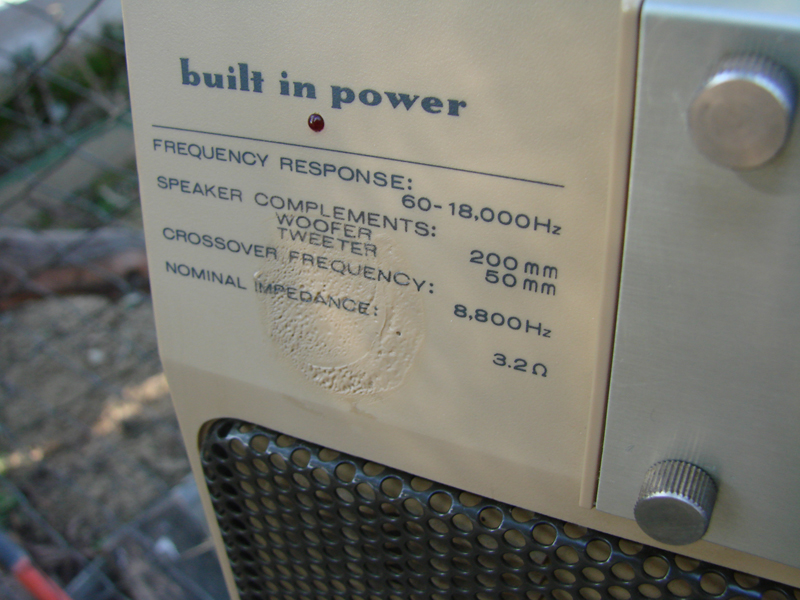 built in power
FREQUENCY RESPONSE:
60-18,000Hz
SPEAKER COMPLEMENTS:
WOOFER 200mm
TWEETER 50mm
CROSSOVER FREQUENCY:
8,800Hz
NOMINAL IMPEDANCE:
3.2Ω